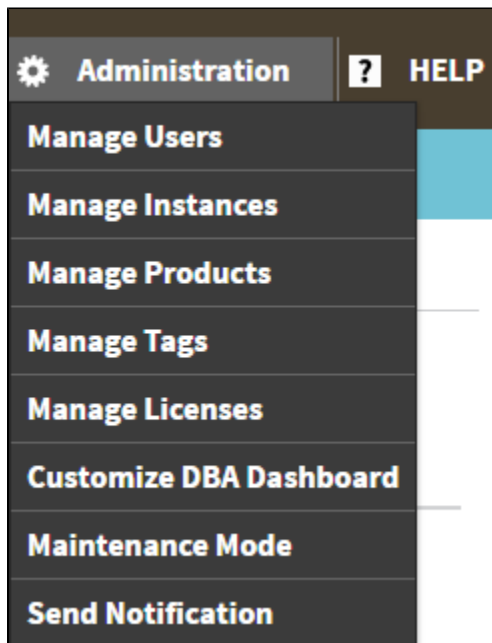 Administration ? HELP
Manage Users
Manage Instances
Manage Products
Manage Tags
Manage Licenses
Customize DBA Dashboard
Maintenance Mode
Send Notification